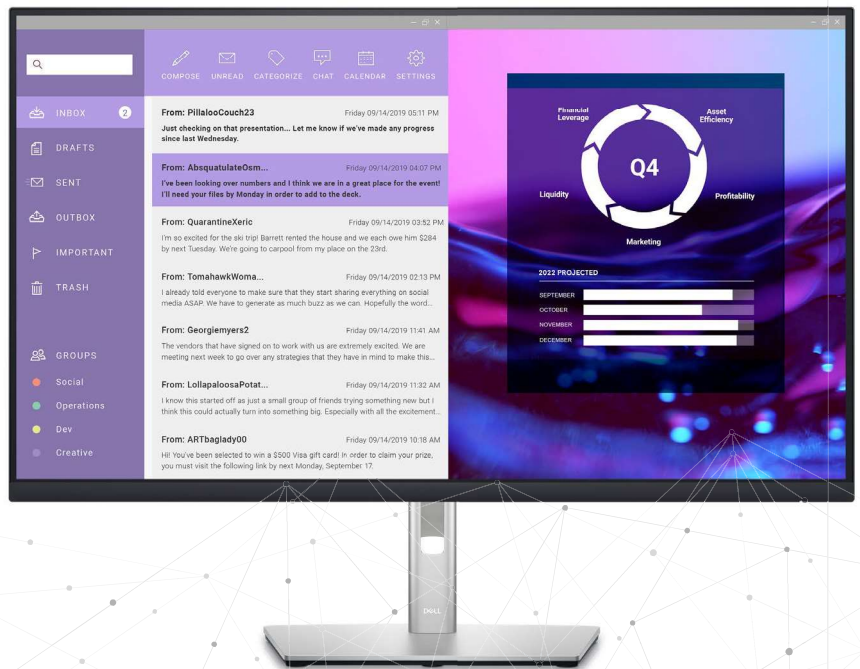 COMPOSE UNREAD CATEGORIZE CHAT CALENDAR SETTINGS
INBOX 2
DRAFTS
SENT
OUTBOX
IMPORTANT
TRASH
GROUPS
Social
Operations
Dev
Creative
From: PillalooCouch23 Friday 09/14/2019 05:11 PM
Just checking on that presentation... Let me know if we've made any progress
since last Wednesday.
From: AbsquatulateOsm... Friday 09/14/2019 04:07 PM
I've been looking over numbers and I think we are in a great place for the event!
I'll need your files by Monday in order to add to the deck.
From: QuarantineXeric Friday 09/14/2019 03:52 PM
I'm so excited for the ski trip! Barrett rented the house and we each owe him $284
by next Tuesday. We're going to carpool from my place on the 23rd.
From: TomahawkWoma... Friday 09/14/2019 02:13 PM
I already told everyone to make sure that they start sharing everything on social
media ASAP. We have to generate as much buzz as we can. Hopefully the word...
From: Georgiemyers2 Friday 09/14/2019 11:41 AM
The vendors that have signed on to work with us are extremely excited. We are
meeting next week to go over any strategies that they have in mind to make this...
From: LollapaloosaPotat... Friday 09/14/2019 11:32 AM
I know this started off as just a small group of friends trying something new but I
think this could actually turn into something big. Especially with all the excitement...
From: ARTbaglady00 Friday 09/14/2019 10:18 AM
Hi! You've been selected to win a $500 Visa gift card! In order to claim your prize,
you must visit the following link by next Monday, September 17.
Financial
Leverage
Asset
Efficiency
Q4
Liquidity
Profitability
Marketing
2022 PROJECTED
SEPTEMBER
OCTOBER
NOVEMBER
DECEMBER
DELL